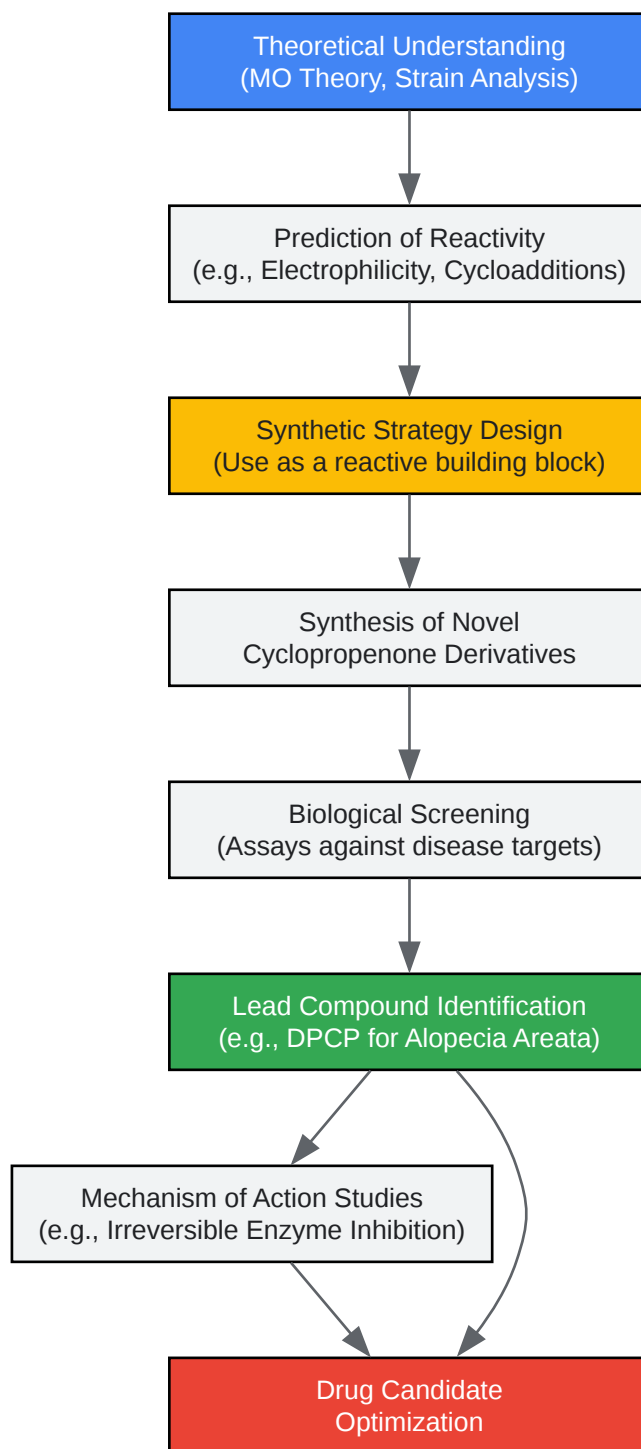 Theoretical Understanding
(MO Theory, Strain Analysis)
Prediction of Reactivity
(e.g., Electrophilicity, Cycloadditions)
Synthetic Strategy Design
(Use as a reactive building block)
Synthesis of Novel
Cyclopropenone Derivatives
Biological Screening
(Assays against disease targets)
Lead Compound Identification
(e.g., DPCP for Alopecia Areata)
Mechanism of Action Studies
(e.g., Irreversible Enzyme Inhibition)
Drug Candidate
Optimization